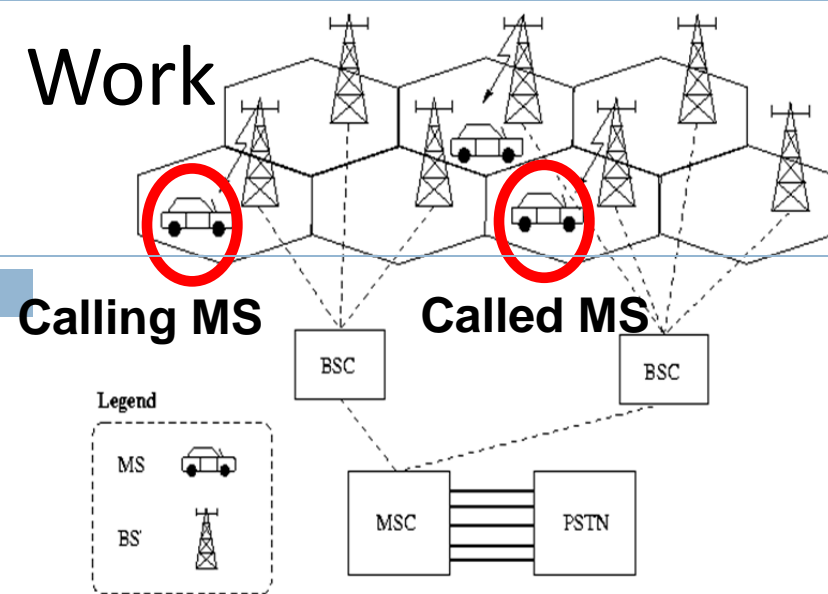 Work
Calling MS
Called MS
BSC
BSC
Legend
MS
BS
MSC
PSTN